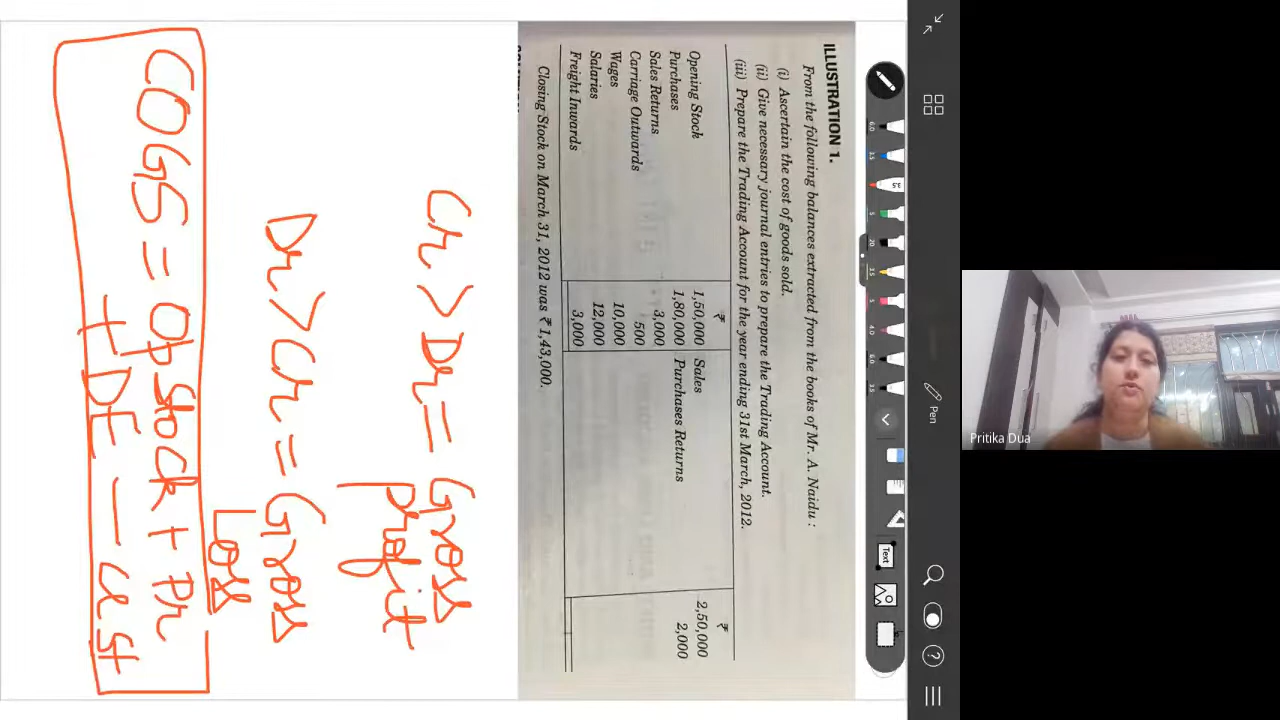 ILLUSTRATION 1.
From the following balances extracted from the books of Mr. A. Naidu :
(i) Ascertain the cost of goods sold.
(ii) Give necessary journal entries to prepare the Trading Account.
(iii) Prepare the Trading Account for the year ending 31st March, 2012.
₹ ₹
Opening Stock 1,50,000 Sales 2,50,000
Purchases 1,80,000 Purchases Returns 2,000
Sales Returns 3,000
Carriage Outwards 500
Wages 10,000
Salaries 12,000
Freight Inwards 3,000
Closing Stock on March 31, 2012 was ₹ 1,43,000.
Cr > Dr = Gross
Profit
Dr > Cr = Gross
Loss
COGS = Op Stock + Pr
+ DE — Cl St
Pen
Text
Pritika Dua